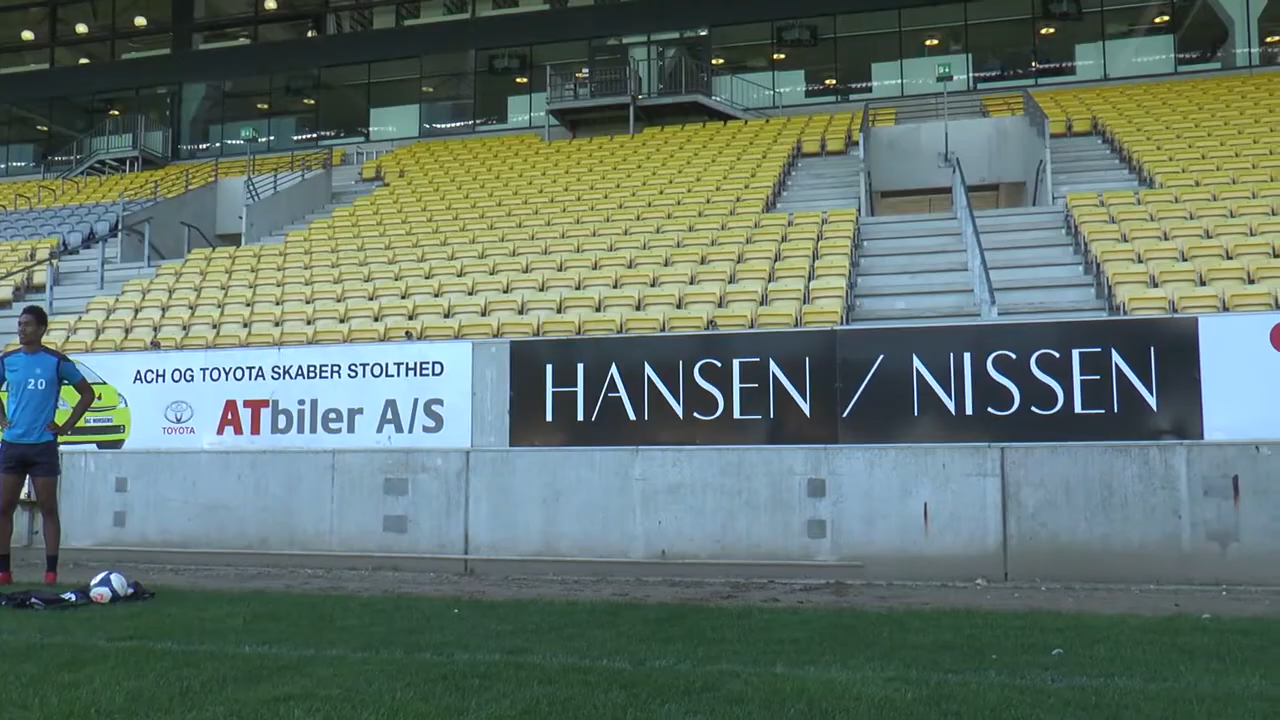 ACH OG TOYOTA SKABER STOLTHED
TOYOTA
ATbiler A/S
HANSEN / NISSEN
20